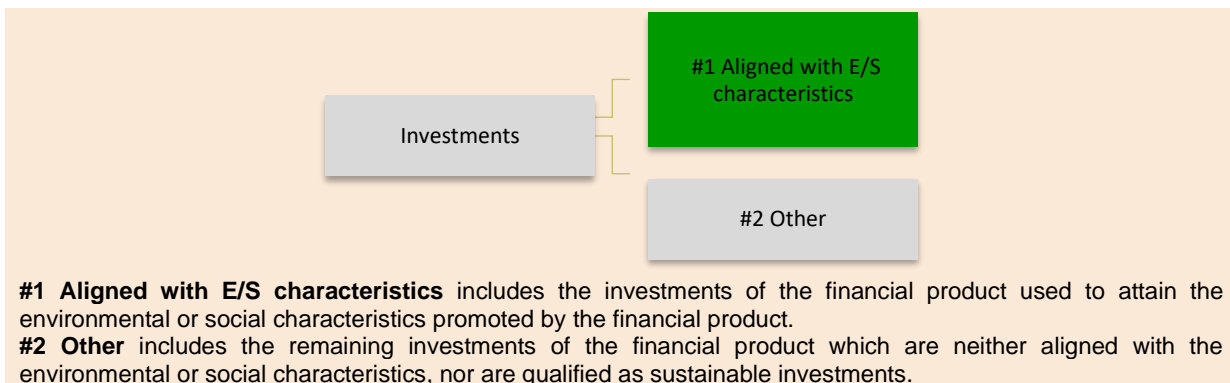 #1 Aligned with E/S
characteristics
Investments
#2 Other
#1 Aligned with E/S characteristics includes the investments of the financial product used to attain the
environmental or social characteristics promoted by the financial product.
#2 Other includes the remaining investments of the financial product which are neither aligned with the
environmental or social characteristics, nor are qualified as sustainable investments.